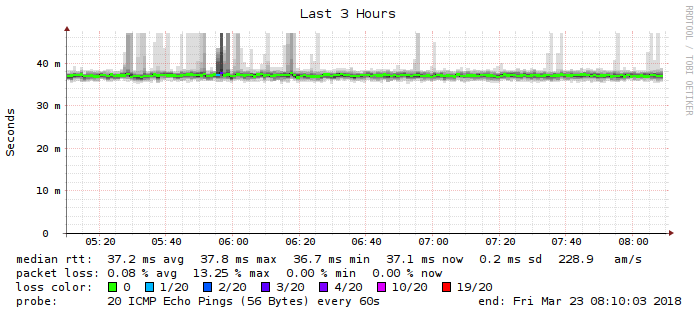 Last 3 Hours
RRDTOOL / TOBI OETIKER
Seconds
40 m
30 m
20 m
10 m
0
05:20 05:40 06:00 06:20 06:40 07:00 07:20 07:40 08:00
median rtt: 37.2 ms avg 37.8 ms max 36.7 ms min 37.1 ms now 0.2 ms sd 228.9 am/s
packet loss: 0.08 % avg 13.25 % max 0.00 % min 0.00 % now
loss color: 0 1/20 2/20 3/20 4/20 10/20 19/20
probe: 20 ICMP Echo Pings (56 Bytes) every 60s end: Fri Mar 23 08:10:03 2018